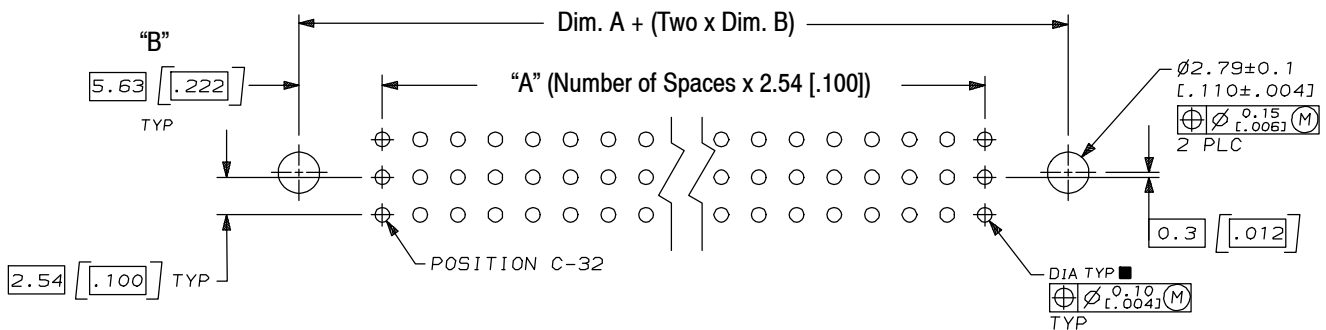 Dim. A + (Two x Dim. B)
“B”
5.63 [.222]
TYP
“A” (Number of Spaces x 2.54 [.100])
Ø2.79±0.1
[.110±.004]
⌖ Ø 0.15 [.006] Ⓜ
2 PLC
0.3 [.012]
POSITION C-32
2.54 [.100] TYP
DIA TYP ■
⌖ Ø 0.10 [.004] Ⓜ
TYP